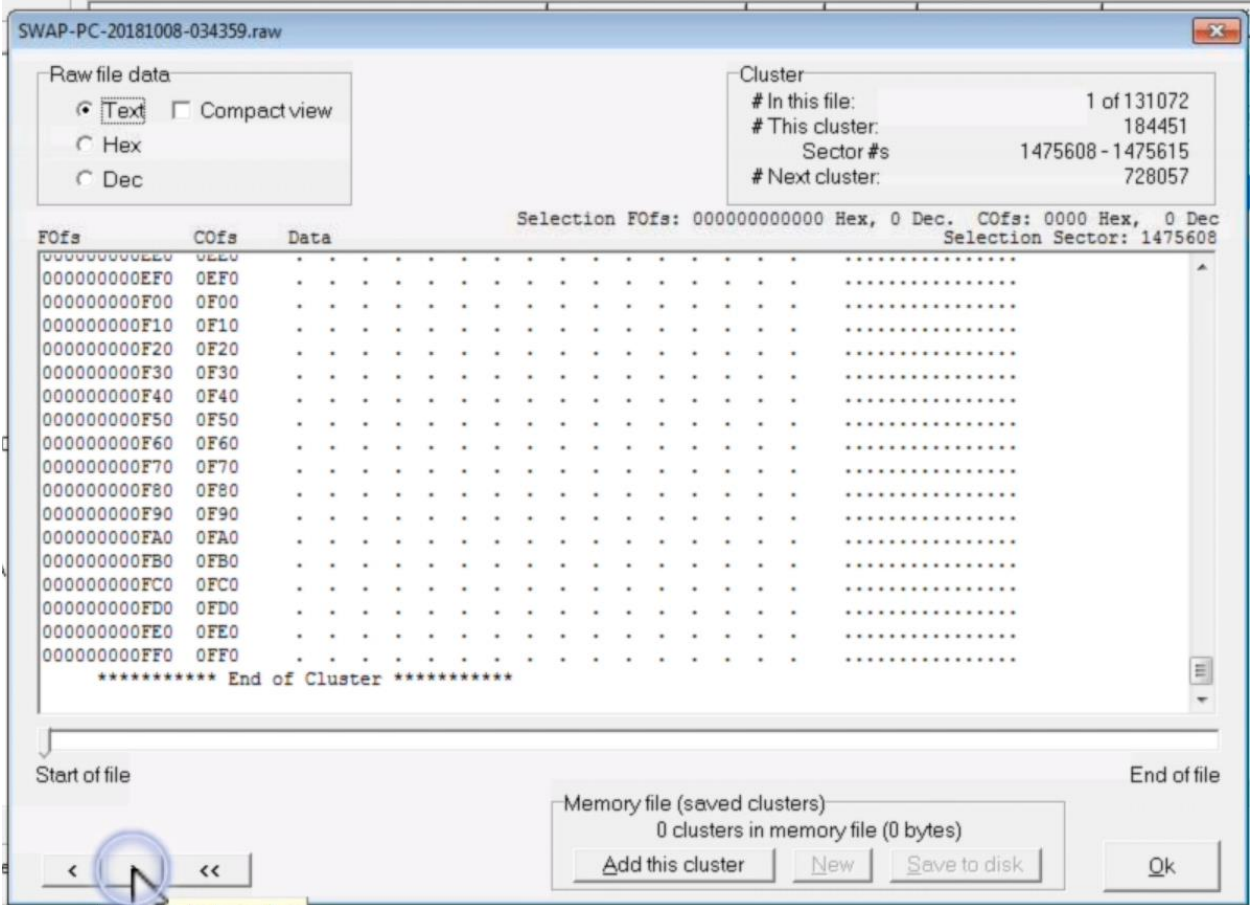 SWAP-PC-20181008-034359.raw
Raw file data
Text Compact view
Hex
Dec
Cluster
# In this file: 1 of 131072
# This cluster: 184451
Sector #s 1475608 - 1475615
# Next cluster: 728057
Selection FOfs: 000000000000 Hex, 0 Dec. COfs: 0000 Hex, 0 Dec
Selection Sector: 1475608
FOfs COfs Data
000000000EE0 0EE0 . . . . . . . . . . . . . . . . ................
000000000EF0 0EF0 . . . . . . . . . . . . . . . . ................
000000000F00 0F00 . . . . . . . . . . . . . . . . ................
000000000F10 0F10 . . . . . . . . . . . . . . . . ................
000000000F20 0F20 . . . . . . . . . . . . . . . . ................
000000000F30 0F30 . . . . . . . . . . . . . . . . ................
000000000F40 0F40 . . . . . . . . . . . . . . . . ................
000000000F50 0F50 . . . . . . . . . . . . . . . . ................
000000000F60 0F60 . . . . . . . . . . . . . . . . ................
000000000F70 0F70 . . . . . . . . . . . . . . . . ................
000000000F80 0F80 . . . . . . . . . . . . . . . . ................
000000000F90 0F90 . . . . . . . . . . . . . . . . ................
000000000FA0 0FA0 . . . . . . . . . . . . . . . . ................
000000000FB0 0FB0 . . . . . . . . . . . . . . . . ................
000000000FC0 0FC0 . . . . . . . . . . . . . . . . ................
000000000FD0 0FD0 . . . . . . . . . . . . . . . . ................
000000000FE0 0FE0 . . . . . . . . . . . . . . . . ................
000000000FF0 0FF0 . . . . . . . . . . . . . . . . ................
*********** End of Cluster ***********
Start of file End of file
Memory file (saved clusters)
0 clusters in memory file (0 bytes)
< << Add this cluster New Save to disk Ok